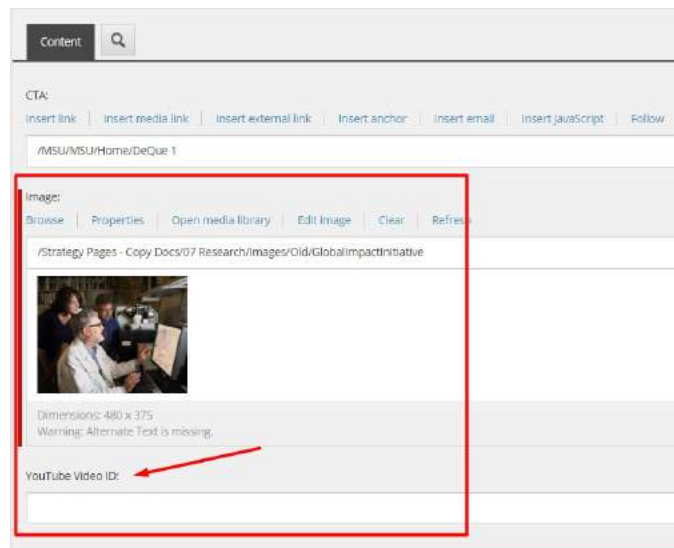 Content
CTA:
Insert link | Insert media link | Insert external link | Insert anchor | Insert email | Insert JavaScript | Follow
/MSU/MSU/Home/DeQue 1
Image:
Browse | Properties | Open media library | Edit image | Clear | Refresh
/Strategy Pages - Copy Docs/07 Research/Images/Old/GlobalImpactInitiative
Dimensions: 480 x 375
Warning: Alternate Text is missing.
YouTube Video ID: